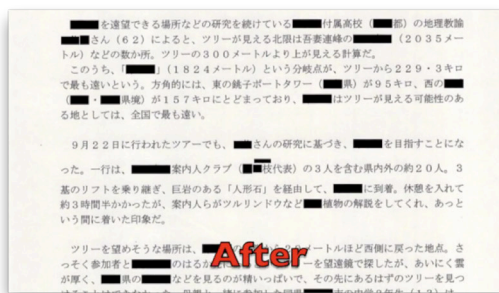 を遠望できる場所などの研究を続けている 付属高校( 都)の地理教諭
さん(62)によると、ツリーが見える北限は吾妻連峰の (2035メー
トル)などの数か所。ツリーの300メートルより上が見える計算だ。
このうち、「 」(1824メートル)という分岐点が、ツリーから229・3キロ
で最も遠いという。方角的には、東の銚子ポートタワー( 県)が95キロ、西の
( ・ 県境)が157キロにとどまっており、 はツリーが見える可能性のあ
る地としては、全国で最も遠い。
9月22日に行われたツアーでも、 さんの研究に基づき、 を目指すことにな
った。一行は、 案内人クラブ( 枝代表)の3人を含む県内外の約20人。3
基のリフトを乗り継ぎ、巨岩のある「人形石」を経由して、 に到着。休憩を入れて
約3時間半かかったが、案内人らがツルリンドウなど 植物の解説をしてくれ、あっと
いう間に着いた印象だ。
ツリーを望めそうな場所は、 メートルほど西側に戻った地点。さ
っそく参加者と のはるか ーを望遠鏡で探したが、あいにく雲
が厚く、 県の などを見るのが精いっぱいで、その先にあるはずのツリーを見つ
After